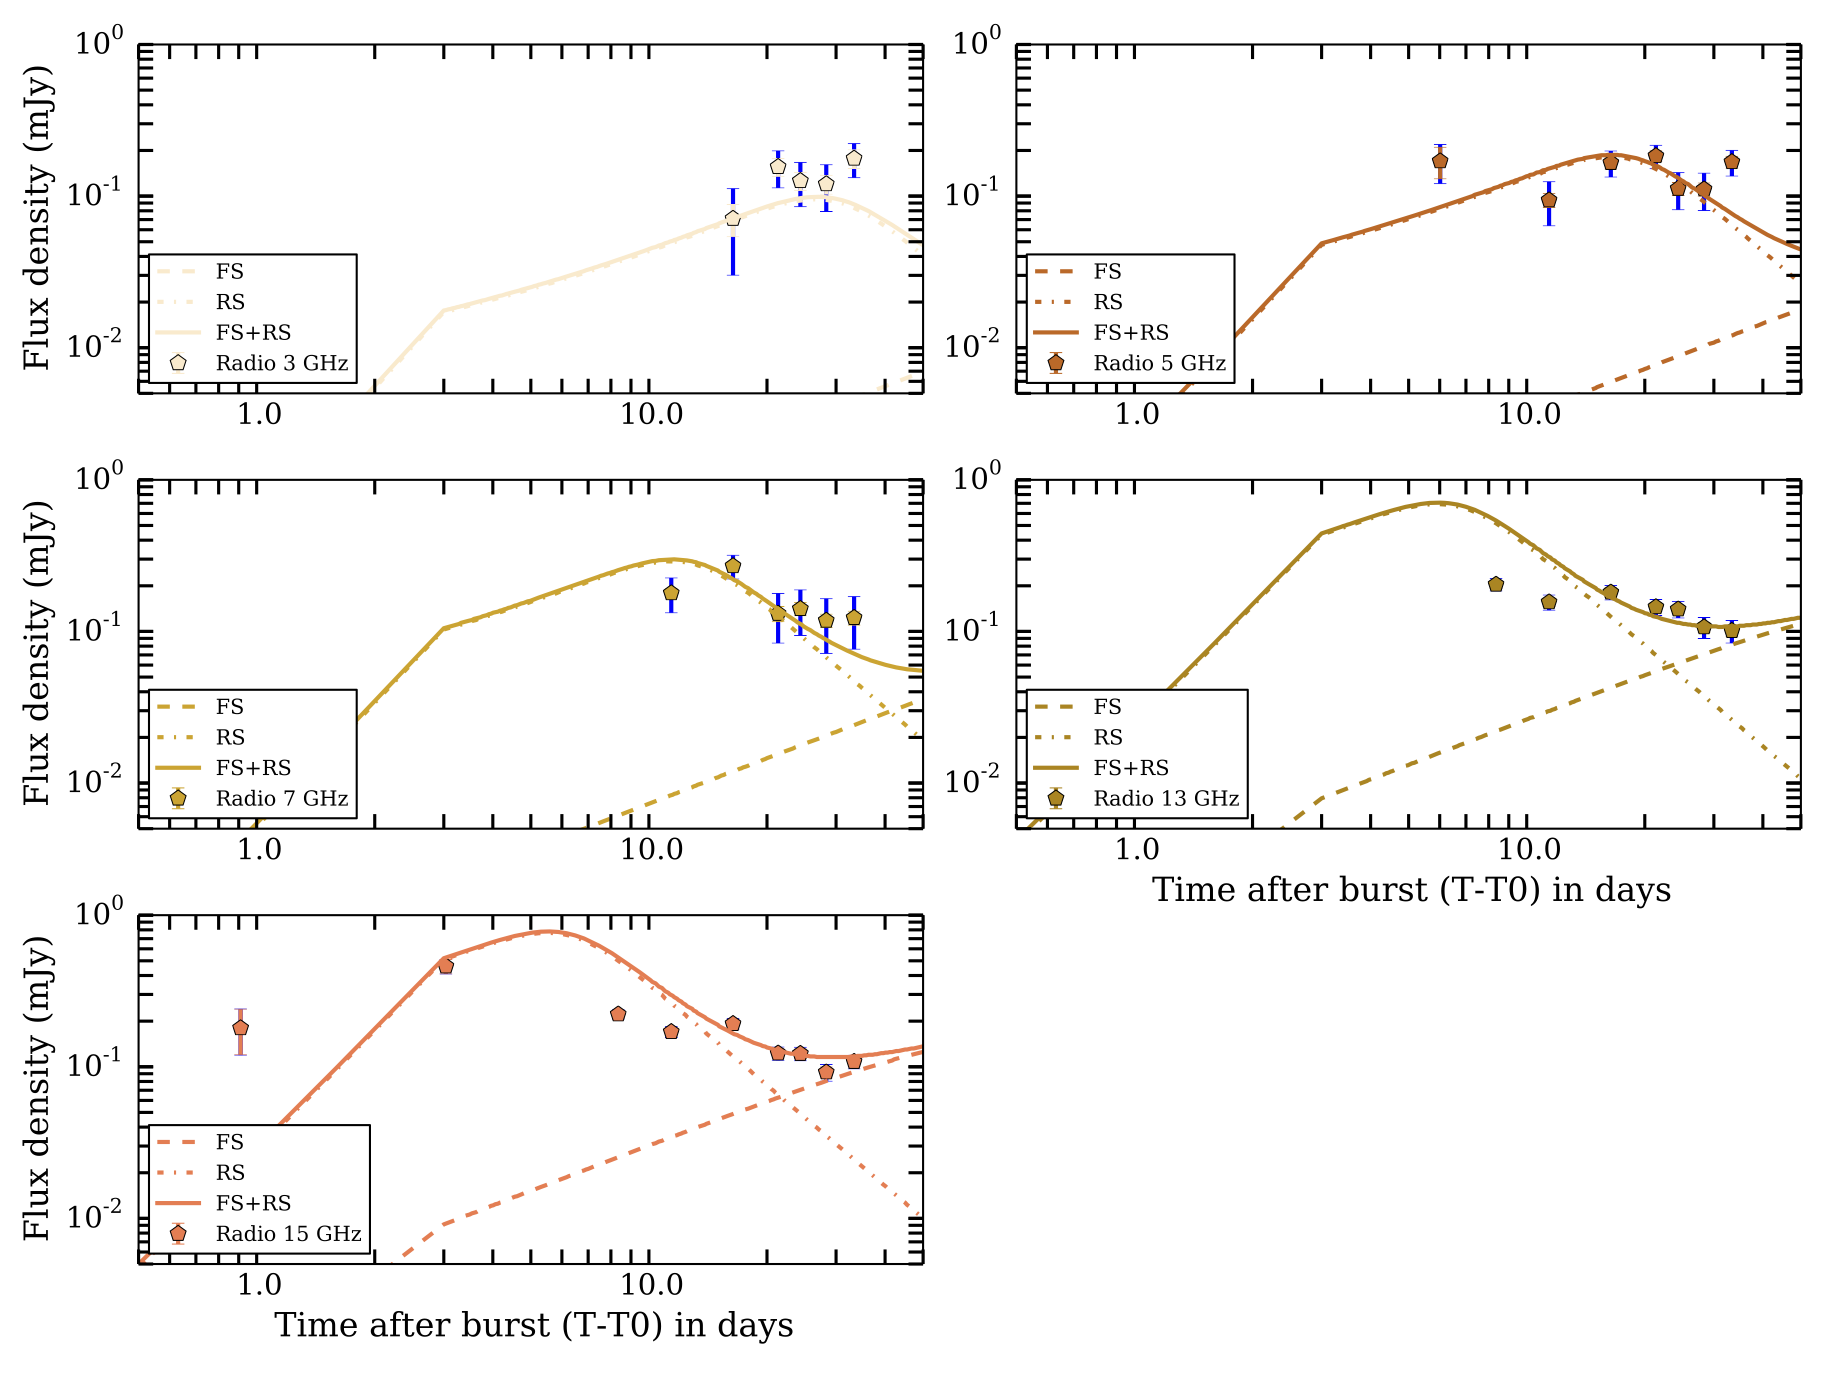 Flux density (mJy)
10^0
10^-1
10^-2
FS
RS
FS+RS
Radio 3 GHz
1.0
10.0
10^0
10^-1
10^-2
FS
RS
FS+RS
Radio 5 GHz
1.0
10.0
Flux density (mJy)
10^0
10^-1
10^-2
FS
RS
FS+RS
Radio 7 GHz
1.0
10.0
10^0
10^-1
10^-2
FS
RS
FS+RS
Radio 13 GHz
1.0
10.0
Time after burst (T-T0) in days
Flux density (mJy)
10^0
10^-1
10^-2
FS
RS
FS+RS
Radio 15 GHz
1.0
10.0
Time after burst (T-T0) in days